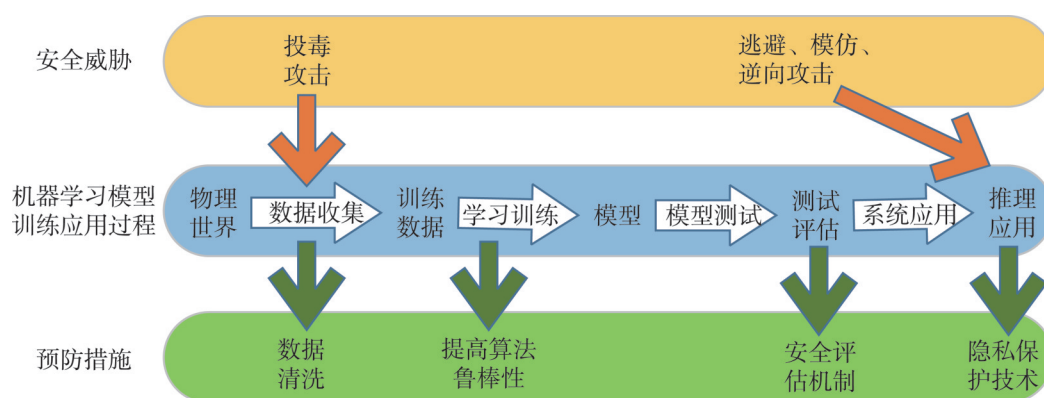 安全威胁
投毒
攻击
逃避、模仿、
逆向攻击
机器学习模型
训练应用过程
物理
世界
数据收集
训练
数据
学习训练
模型
模型测试
测试
评估
系统应用
推理
应用
预防措施
数据
清洗
提高算法
鲁棒性
安全评
估机制
隐私保
护技术